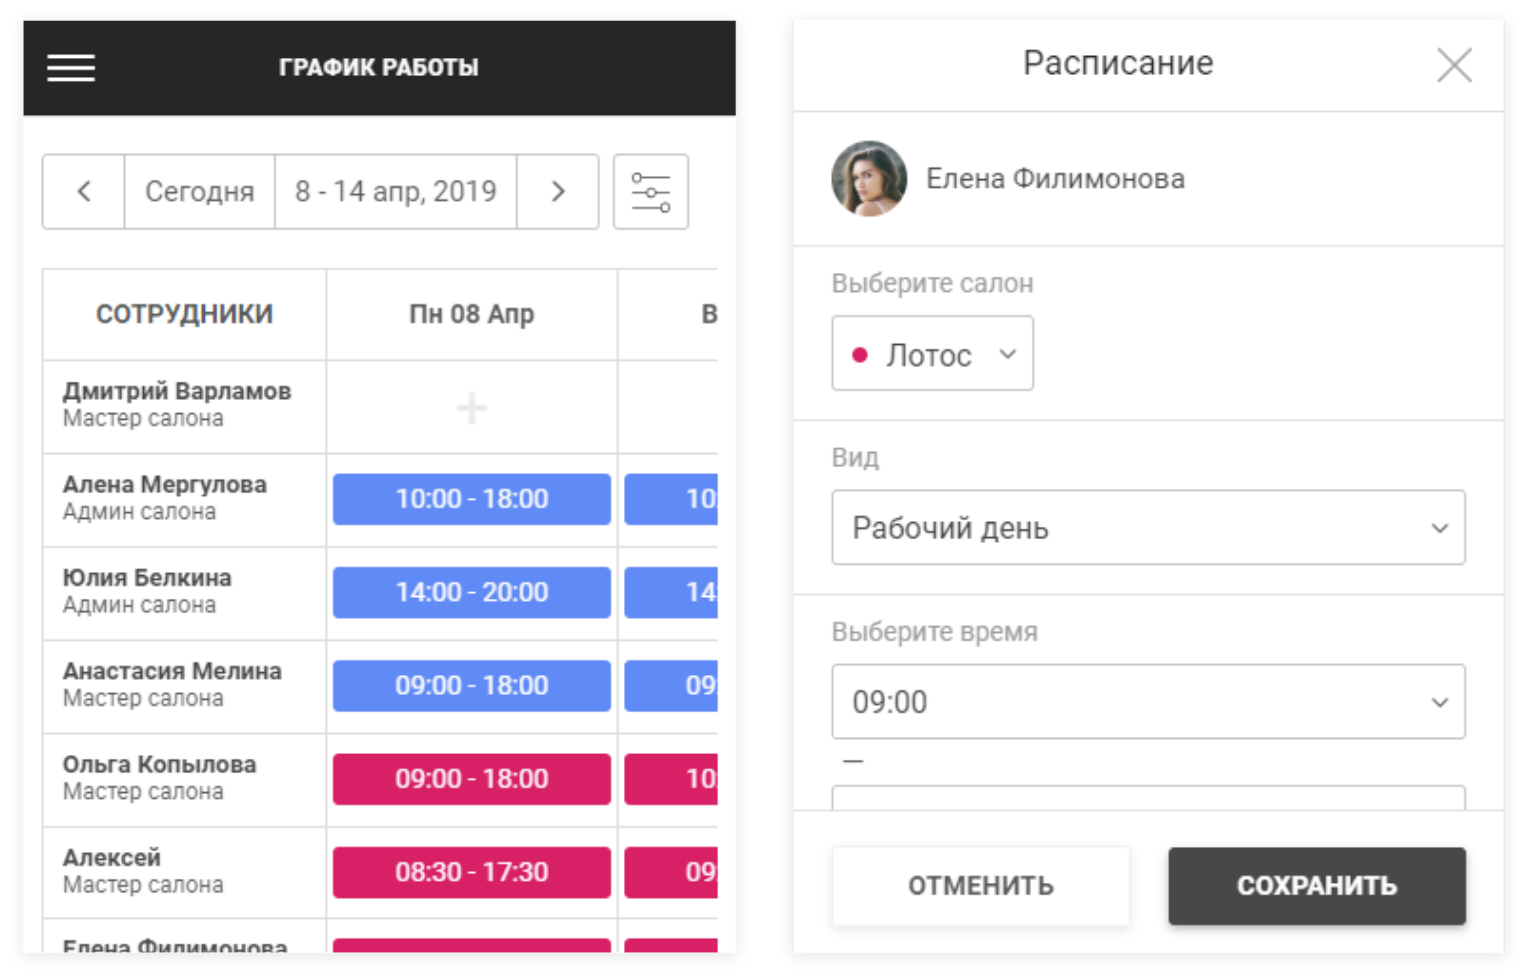 ГРАФИК РАБОТЫ
Сегодня 8 - 14 апр, 2019
СОТРУДНИКИ Пн 08 Апр В
Дмитрий Варламов
Мастер салона
+
Алена Мергулова
Админ салона
10:00 - 18:00 10:
Юлия Белкина
Админ салона
14:00 - 20:00 14:
Анастасия Мелина
Мастер салона
09:00 - 18:00 09:
Ольга Копылова
Мастер салона
09:00 - 18:00 10:
Алексей
Мастер салона
08:30 - 17:30 09:
Елена Филимонова
Расписание
Елена Филимонова
Выберите салон
Лотос
Вид
Рабочий день
Выберите время
09:00
—
ОТМЕНИТЬ СОХРАНИТЬ